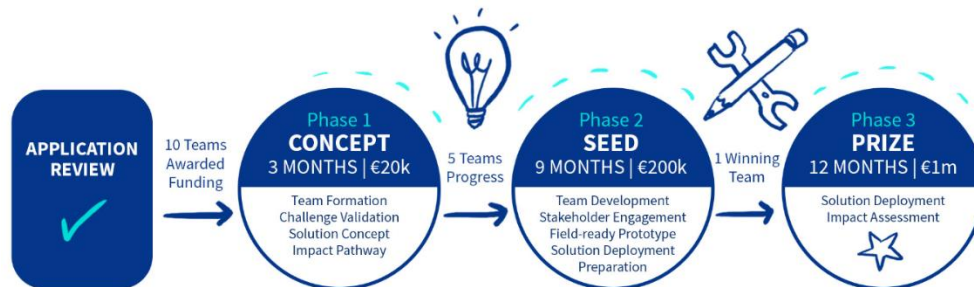 APPLICATION
REVIEW
10 Teams
Awarded
Funding
Phase 1
CONCEPT
3 MONTHS | €20k
Team Formation
Challenge Validation
Solution Concept
Impact Pathway
5 Teams
Progress
Phase 2
SEED
9 MONTHS | €200k
Team Development
Stakeholder Engagement
Field-ready Prototype
Solution Deployment
Preparation
1 Winning
Team
Phase 3
PRIZE
12 MONTHS | €1m
Solution Deployment
Impact Assessment